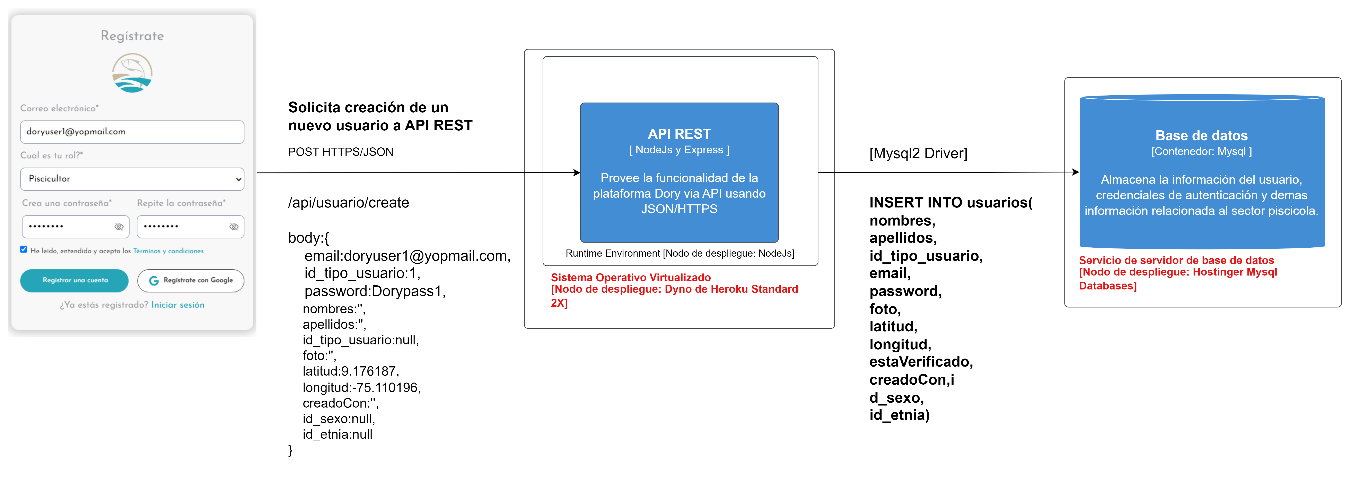 Regístrate
Correo electrónico*
doryuser1@yopmail.com
Cual es tu rol?*
Piscicultor
Crea una contraseña*
Repite la contraseña*
••••••••
••••••••
He leído, entendido y acepto los Terminos y condiciones
Registrar una cuenta
Regístrate con Google
¿Ya estás registrado? Iniciar sesión
Solicita creación de un
nuevo usuario a API REST
POST HTTPS/JSON
/api/usuario/create
body:{
email:doryuser1@yopmail.com,
id_tipo_usuario:1,
password:Dorypass1,
nombres:'',
apellidos:'',
id_tipo_usuario:null,
foto:'',
latitud:9.176187,
longitud:-75.110196,
creadoCon:'',
id_sexo:null,
id_etnia:null
}
API REST
[ NodeJs y Express ]
Provee la funcionalidad de la
plataforma Dory via API usando
JSON/HTTPS
Runtime Environment [Nodo de despliegue: NodeJs]
Sistema Operativo Virtualizado
[Nodo de despliegue: Dyno de Heroku Standard
2X]
[Mysql2 Driver]
INSERT INTO usuarios(
nombres,
apellidos,
id_tipo_usuario,
email,
password,
foto,
latitud,
longitud,
estaVerificado,
creadoCon,i
d_sexo,
id_etnia)
Base de datos
[Contenedor: Mysql ]
Almacena la información del usuario,
credenciales de autenticación y demas
información relacionada al sector piscicola.
Servicio de servidor de base de datos
[Nodo de despliegue: Hostinger Mysql
Databases]